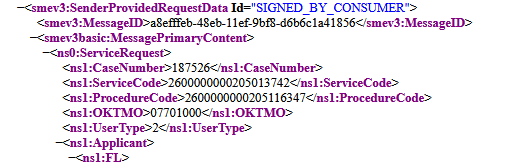 −<smev3:SenderProvidedRequestData Id="SIGNED_BY_CONSUMER">
<smev3:MessageID>a8efffeb-48eb-11ef-9bf8-d6b6c1a41856</smev3:MessageID>
−<smev3basic:MessagePrimaryContent>
−<ns0:ServiceRequest>
<ns1:CaseNumber>187526</ns1:CaseNumber>
<ns1:ServiceCode>2600000000205013742</ns1:ServiceCode>
<ns1:ProcedureCode>2600000000205116347</ns1:ProcedureCode>
<ns1:OKTMO>07701000</ns1:OKTMO>
<ns1:UserType>2</ns1:UserType>
−<ns1:Applicant>
−<ns1:FL>